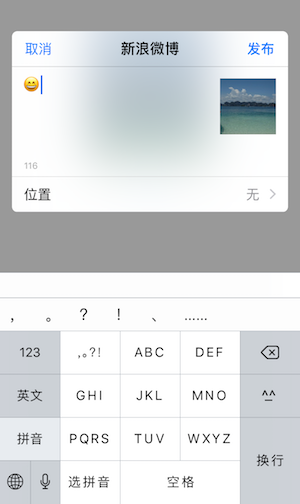 取消 新浪微博 发布
😀
116
位置 无
， 。 ？ ！ 、 ……
123 ,。?! ABC DEF
英文 GHI JKL MNO ^^
拼音 PQRS TUV WXYZ 换行
选拼音 空格